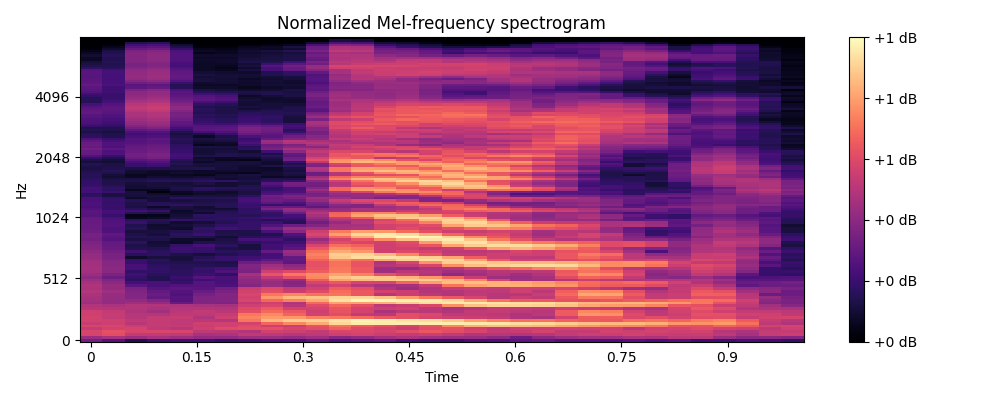 Normalized Mel-frequency spectrogram
Hz
4096
2048
1024
512
0
0 0.15 0.3 0.45 0.6 0.75 0.9
Time
+1 dB
+1 dB
+1 dB
+0 dB
+0 dB
+0 dB